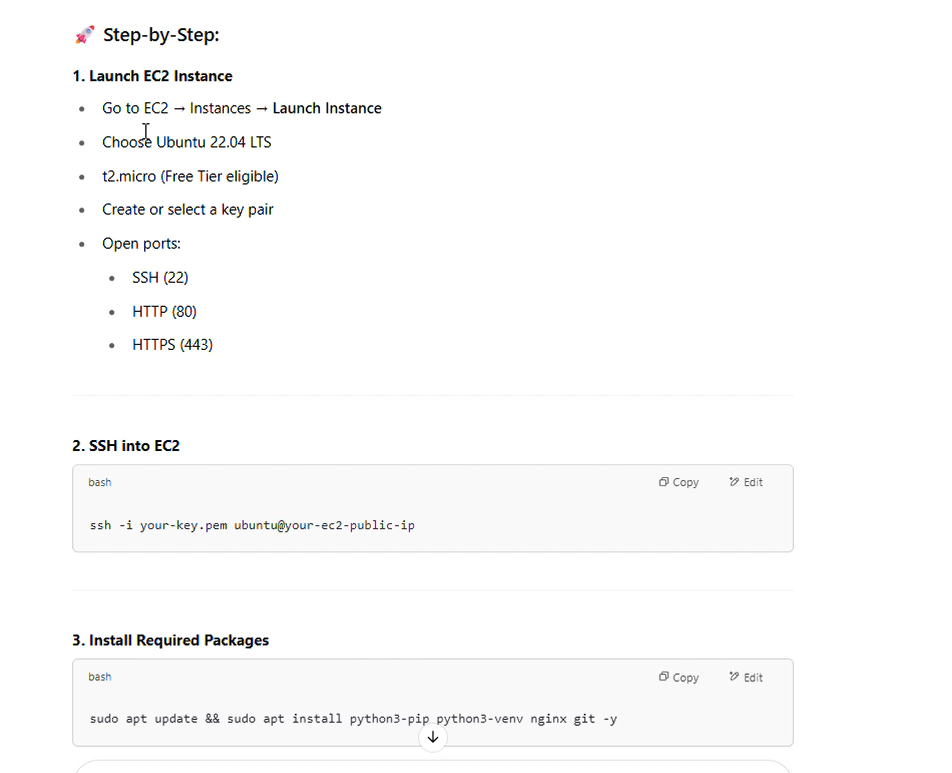 🚀 Step-by-Step:
1. Launch EC2 Instance
• Go to EC2 → Instances → Launch Instance
• Choose Ubuntu 22.04 LTS
• t2.micro (Free Tier eligible)
• Create or select a key pair
• Open ports:
• SSH (22)
• HTTP (80)
• HTTPS (443)
2. SSH into EC2
bash Copy Edit
ssh -i your-key.pem ubuntu@your-ec2-public-ip
3. Install Required Packages
bash Copy Edit
sudo apt update && sudo apt install python3-pip python3-venv nginx git -y